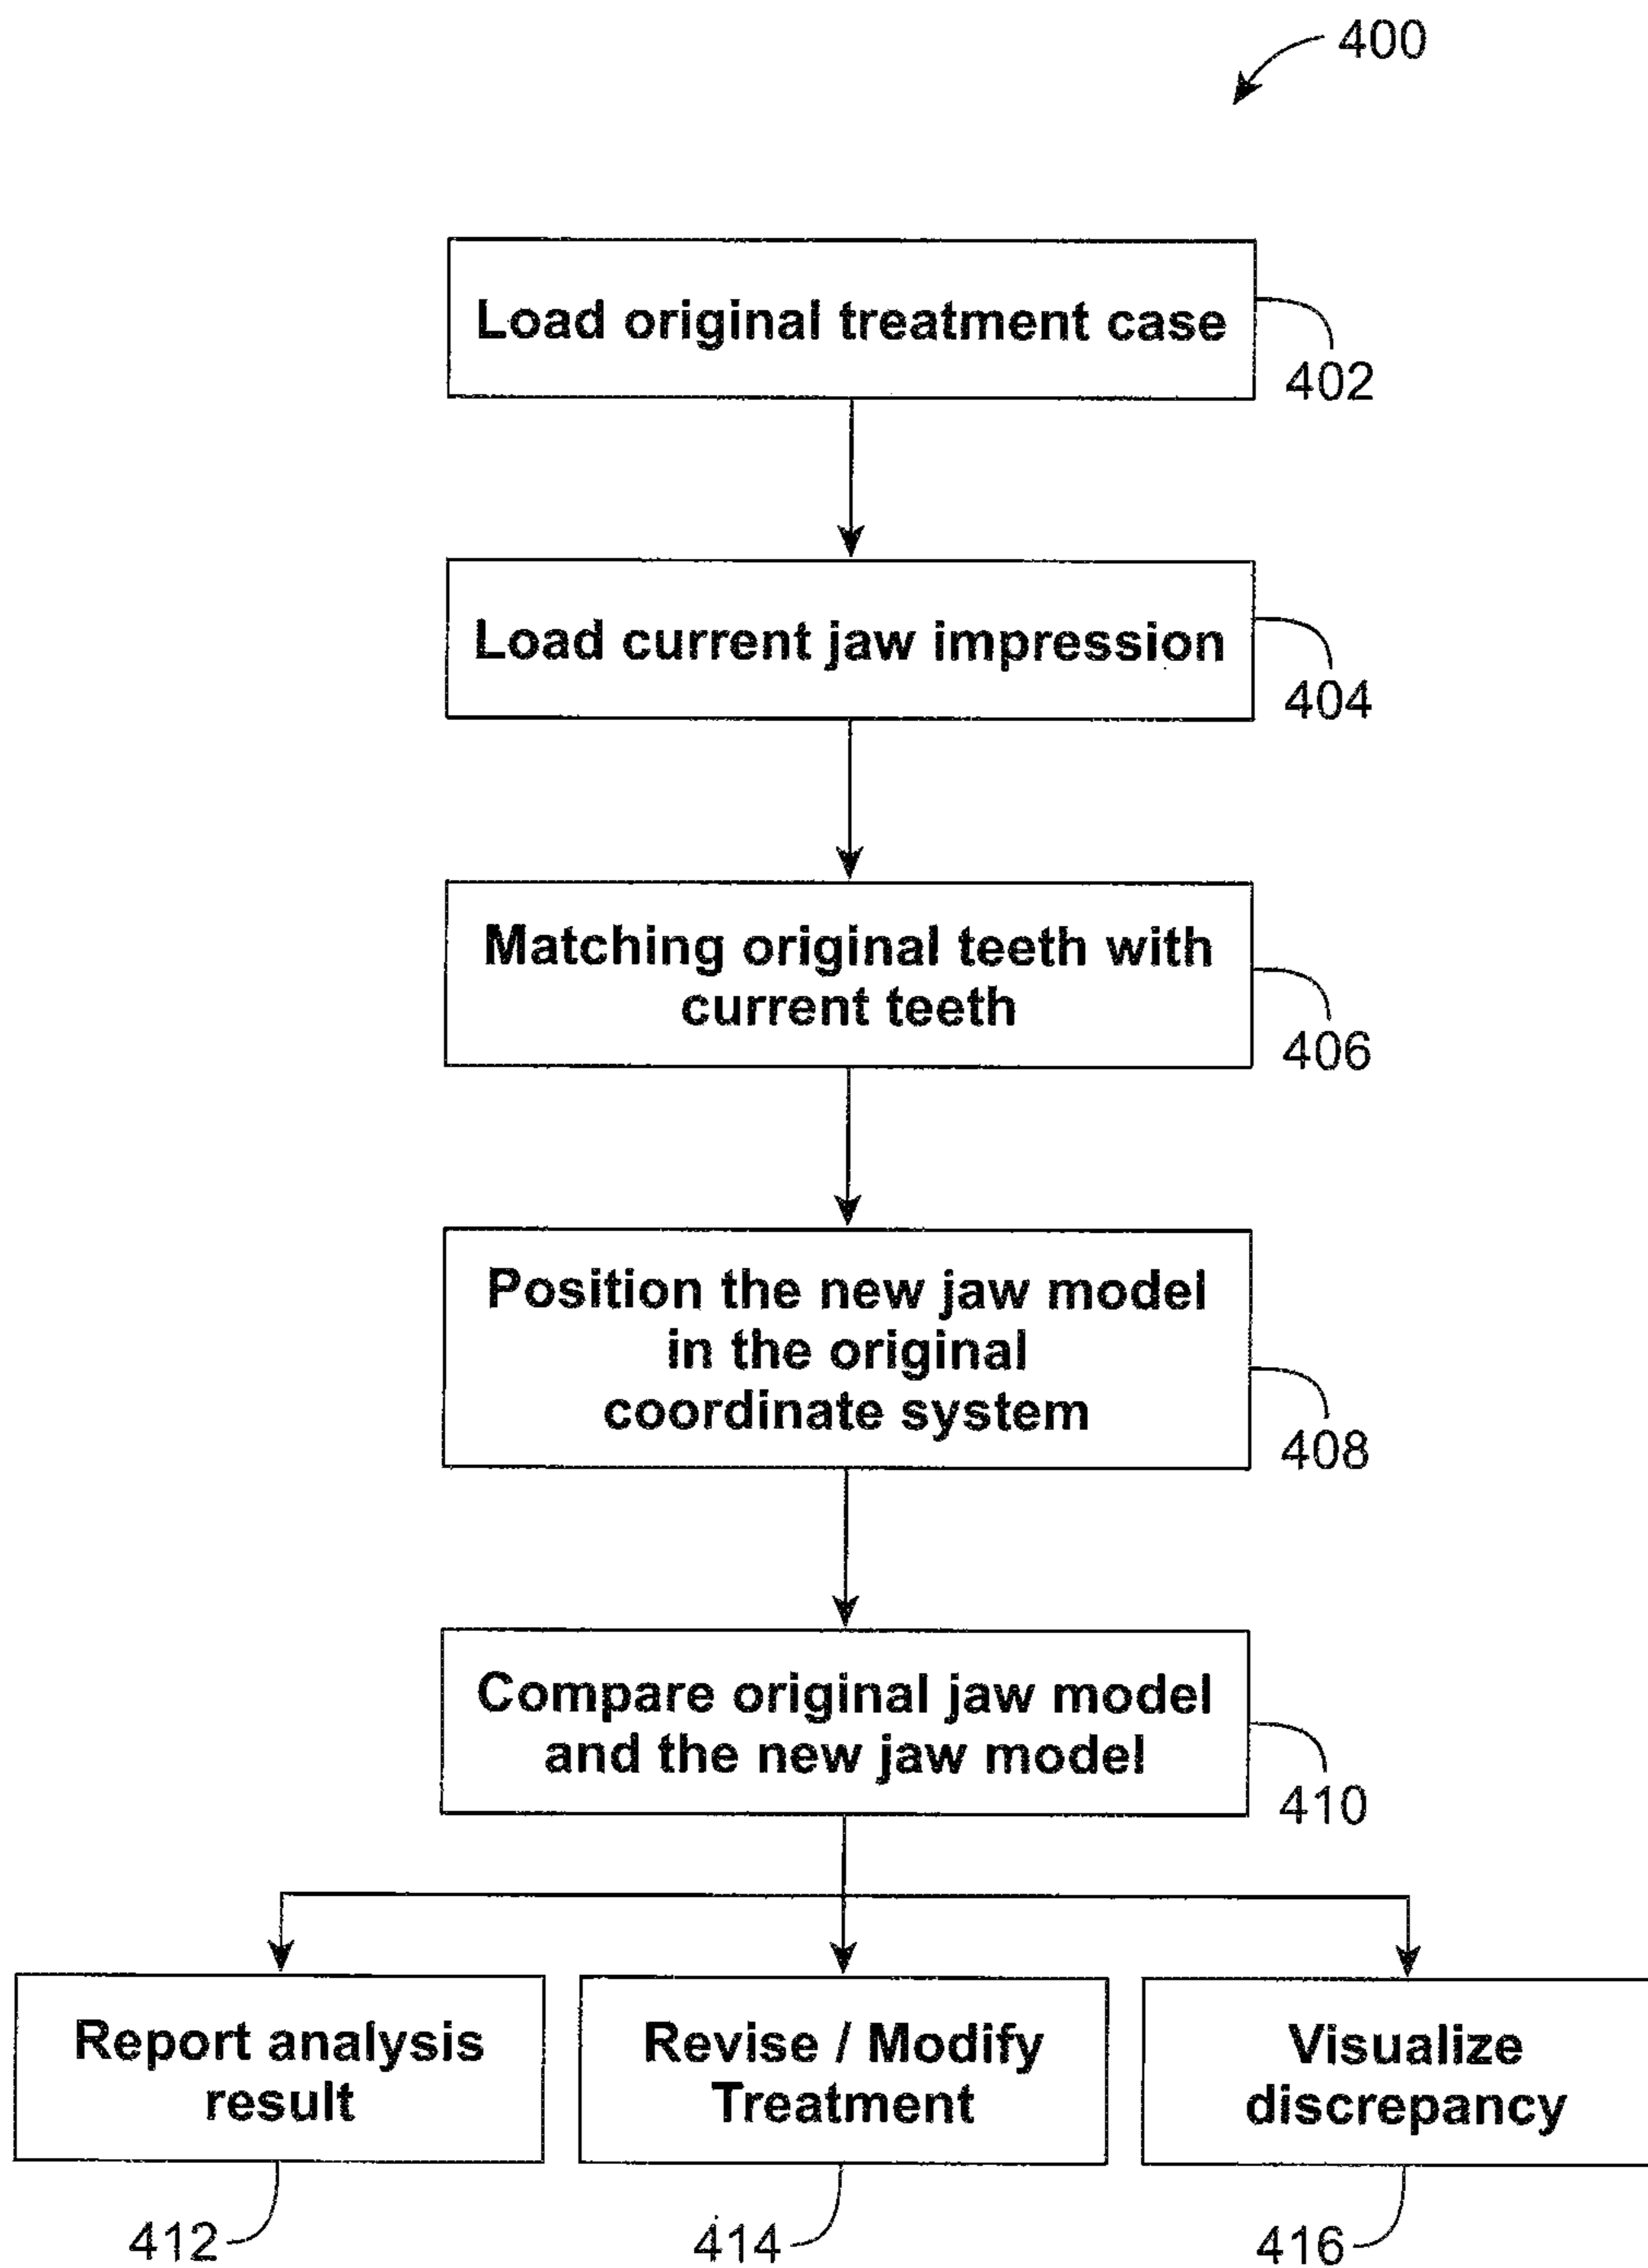 400
Load original treatment case
402
Load current jaw impression
404
Matching original teeth with
current teeth
406
Position the new jaw model
in the original
coordinate system
408
Compare original jaw model
and the new jaw model
410
Report analysis
result
412
Revise / Modify
Treatment
414
Visualize
discrepancy
416